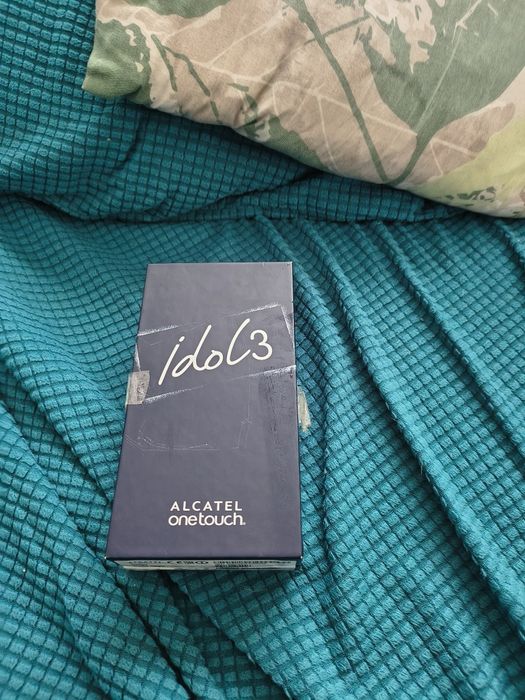 idol3
ALCATEL
onetouch.